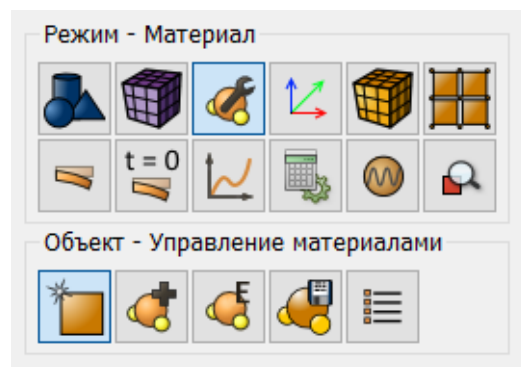 Режим - Материал
t = 0
E
Объект - Управление материалами